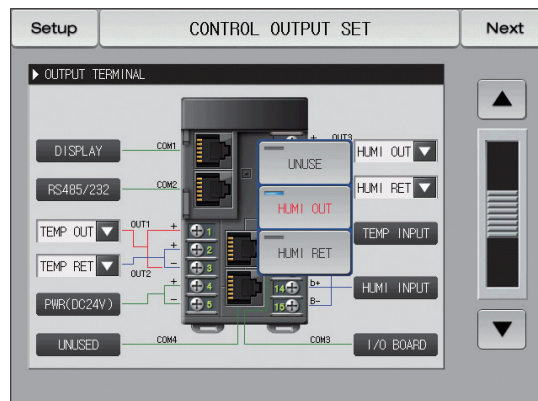 Setup
CONTROL OUTPUT SET
Next
▶ OUTPUT TERMINAL
DISPLAY
COM1
RS485/232
COM2
TEMP OUT ▼
OUT1
+
TEMP RET ▼
OUT2
+
-
PWR(DC24V)
+
-
UNUSED
COM4
1
2
3
4
5
+
OUT3
HUMI OUT ▼
HUMI RET ▼
UNUSE
HUMI OUT
HUMI RET
TEMP INPUT
14
b+
15
B-
HUMI INPUT
COM3
I/O BOARD